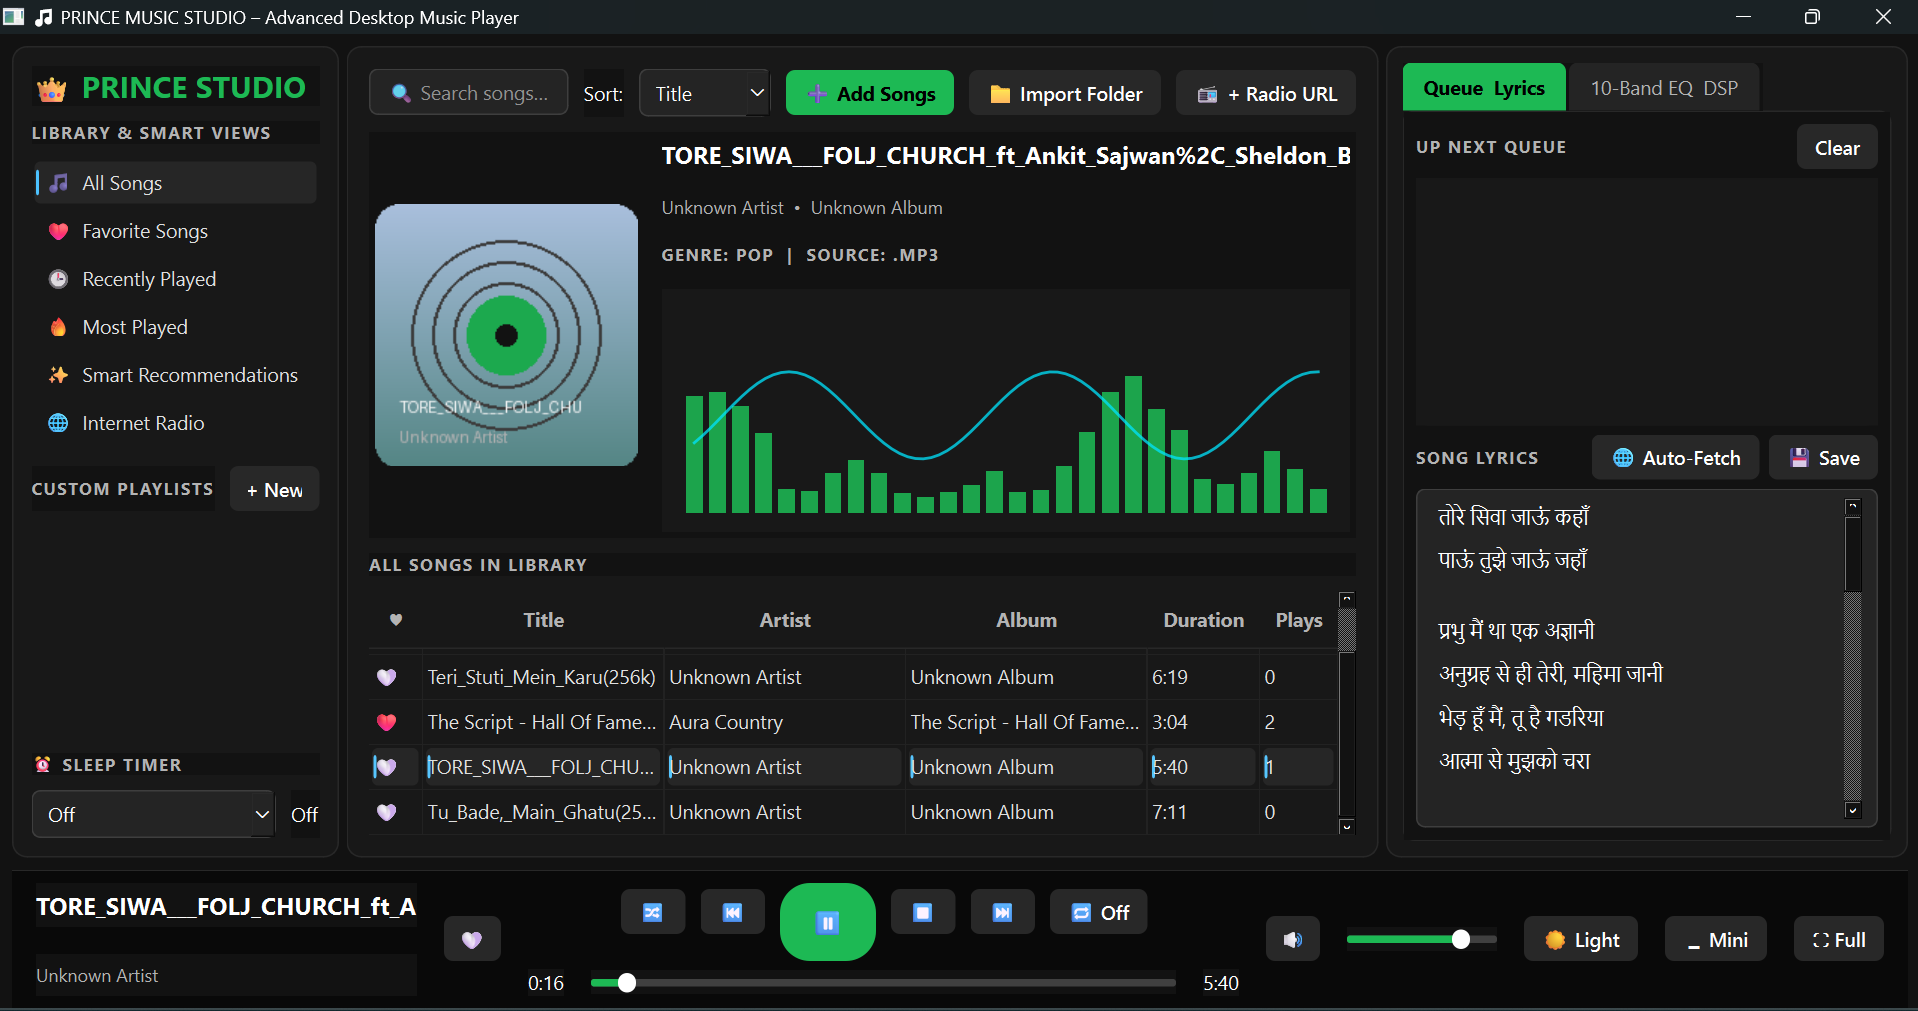 PRINCE MUSIC STUDIO – Advanced Desktop Music Player
PRINCE STUDIO
LIBRARY & SMART VIEWS
All Songs
Favorite Songs
Recently Played
Most Played
Smart Recommendations
Internet Radio
CUSTOM PLAYLISTS
+ New
SLEEP TIMER
Off
Off
Search songs...
Sort:
Title
Add Songs
Import Folder
+ Radio URL
TORE_SIWA___FOLJ_CHURCH_ft_Ankit_Sajwan%2C_Sheldon_B
Unknown Artist • Unknown Album
GENRE: POP | SOURCE: .MP3
TORE_SIWA___FOLJ_CHU
Unknown Artist
ALL SONGS IN LIBRARY
♥ Title Artist Album Duration Plays
Teri_Stuti_Mein_Karu(256k) Unknown Artist Unknown Album 6:19 0
The Script - Hall Of Fame... Aura Country The Script - Hall Of Fame... 3:04 2
TORE_SIWA___FOLJ_CHU... Unknown Artist Unknown Album 5:40 1
Tu_Bade,_Main_Ghatu(25... Unknown Artist Unknown Album 7:11 0
Queue Lyrics
10-Band EQ DSP
UP NEXT QUEUE
Clear
SONG LYRICS
Auto-Fetch
Save
तोरे सिवा जाऊं कहाँ
पाऊं तुझे जाऊं जहाँ
प्रभु मैं था एक अज्ञानी
अनुग्रह से ही तेरी, महिमा जानी
भेड़ हूँ मैं, तू है गडरिया
आत्मा से मुझको चरा
TORE_SIWA___FOLJ_CHURCH_ft_A
Unknown Artist
Off
0:16
5:40
Light
Mini
Full